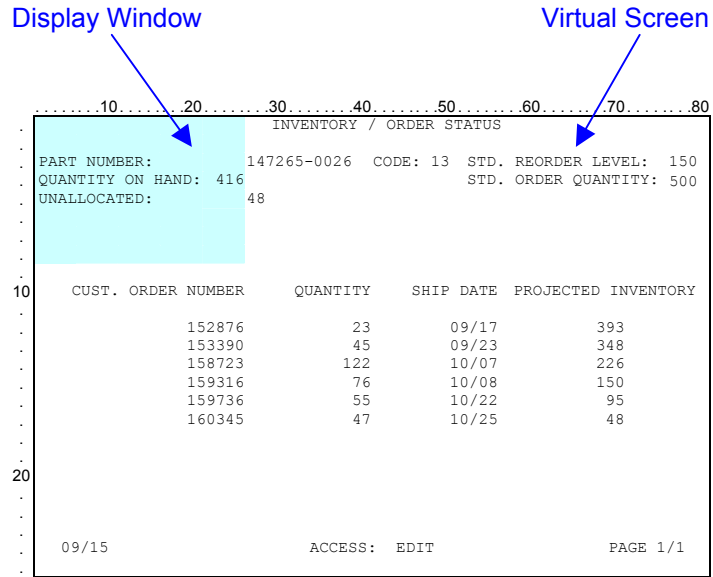 Display Window Virtual Screen
. . . . . . . .10. . . . . . . .20. . . . . . . .30. . . . . . . .40. . . . . . . .50. . . . . . . .60. . . . . . . .70. . . . . . . .80
INVENTORY / ORDER STATUS
PART NUMBER: 147265-0026 CODE: 13 STD. REORDER LEVEL: 150
QUANTITY ON HAND: 416 STD. ORDER QUANTITY: 500
UNALLOCATED: 48
10 CUST. ORDER NUMBER QUANTITY SHIP DATE PROJECTED INVENTORY
152876 23 09/17 393
153390 45 09/23 348
158723 122 10/07 226
159316 76 10/08 150
159736 55 10/22 95
160345 47 10/25 48
20
09/15 ACCESS: EDIT PAGE 1/1